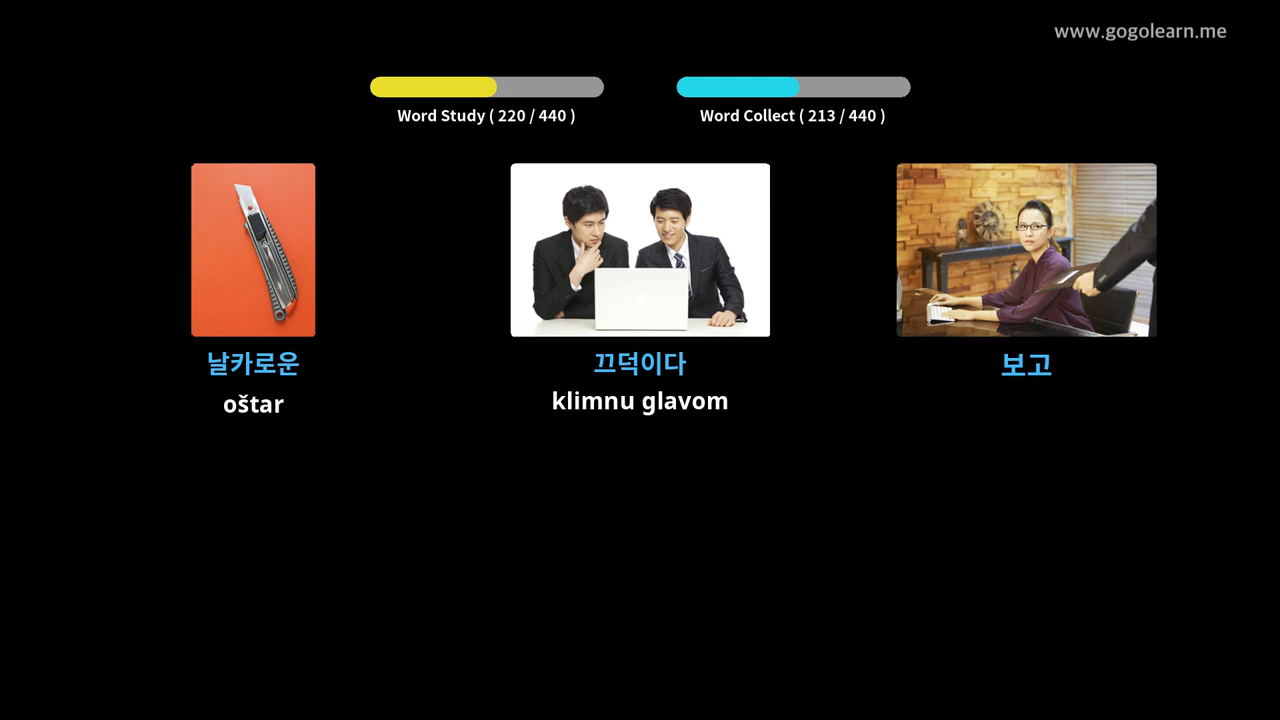 www.gogolearn.me
Word Study ( 220 / 440 )
Word Collect ( 213 / 440 )
날카로운
oštar
끄덕이다
klimnu glavom
보고